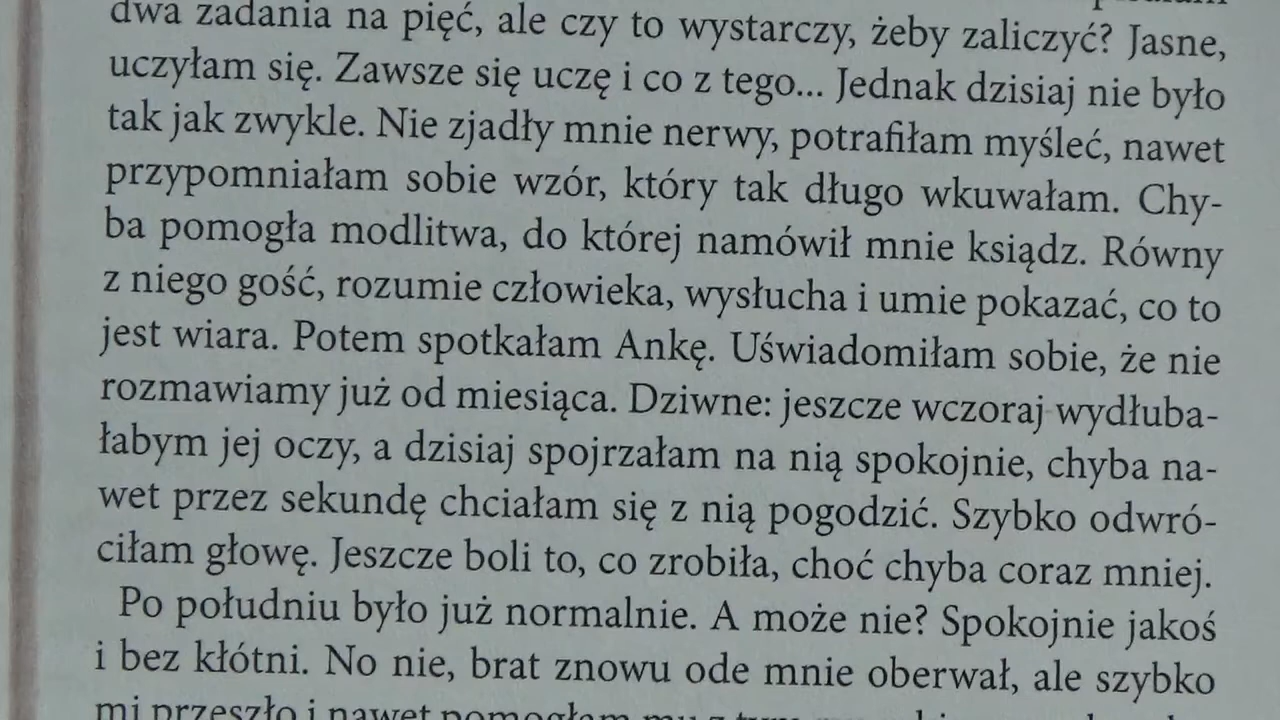 dwa zadania na pięć, ale czy to wystarczy, żeby zaliczyć? Jasne,
uczyłam się. Zawsze się uczę i co z tego... Jednak dzisiaj nie było
tak jak zwykle. Nie zjadły mnie nerwy, potrafiłam myśleć, nawet
przypomniałam sobie wzór, który tak długo wkuwałam. Chy-
ba pomogła modlitwa, do której namówił mnie ksiądz. Równy
z niego gość, rozumie człowieka, wysłucha i umie pokazać, co to
jest wiara. Potem spotkałam Ankę. Uświadomiłam sobie, że nie
rozmawiamy już od miesiąca. Dziwne: jeszcze wczoraj wydłuba-
łabym jej oczy, a dzisiaj spojrzałam na nią spokojnie, chyba na-
wet przez sekundę chciałam się z nią pogodzić. Szybko odwró-
ciłam głowę. Jeszcze boli to, co zrobiła, choć chyba coraz mniej.
Po południu było już normalnie. A może nie? Spokojnie jakoś
i bez kłótni. No nie, brat znowu ode mnie oberwał, ale szybko
mi przeszło i nawet pomogłam mu z tym